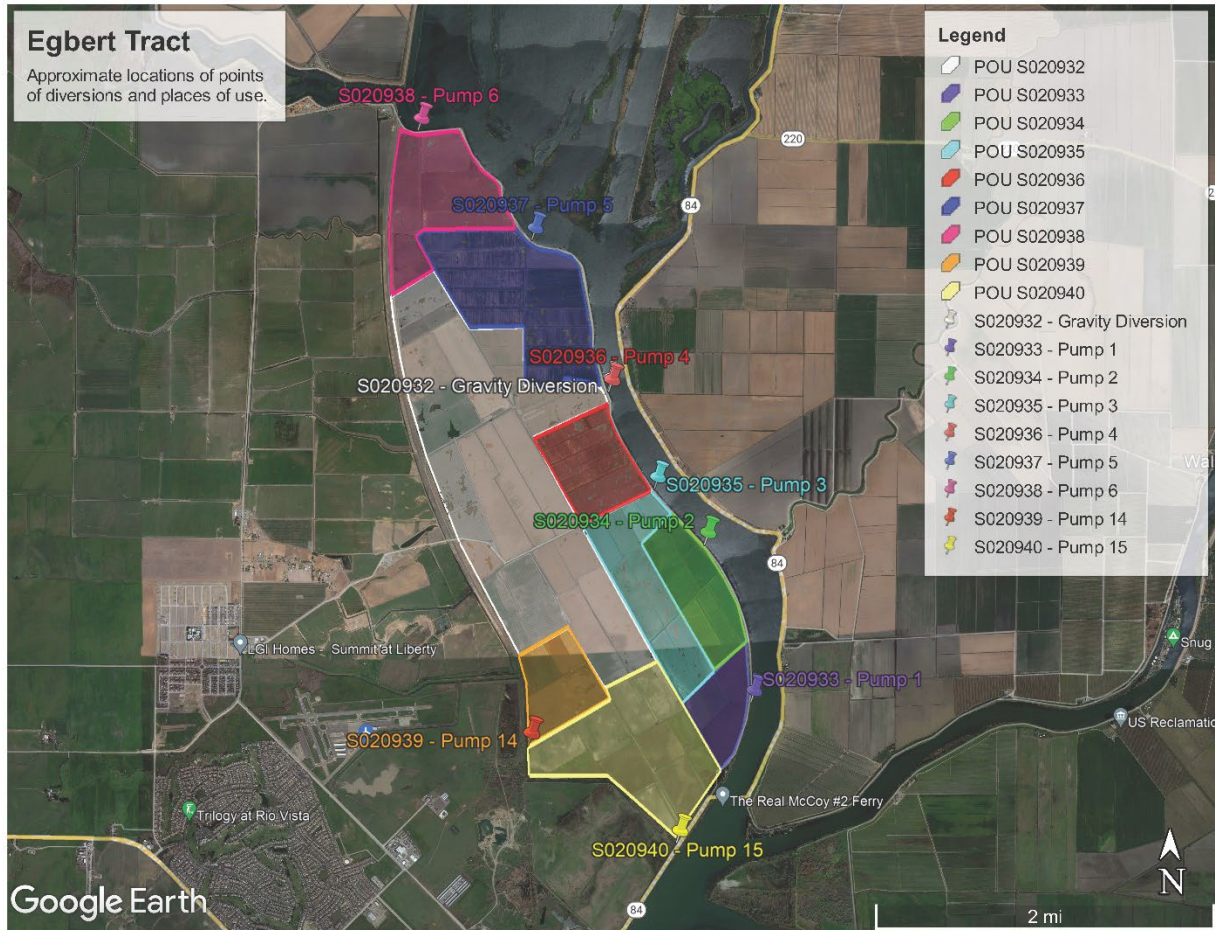 Egbert Tract
Approximate locations of points
of diversions and places of use.
Legend
POU S020932
POU S020933
POU S020934
POU S020935
POU S020936
POU S020937
POU S020938
POU S020939
POU S020940
S020932 - Gravity Diversion
S020933 - Pump 1
S020934 - Pump 2
S020935 - Pump 3
S020936 - Pump 4
S020937 - Pump 5
S020938 - Pump 6
S020939 - Pump 14
S020940 - Pump 15
S020938 - Pump 6
220
84
S020937 - Pump 5
S020936 - Pump 4
S020932 - Gravity Diversion
S020935 - Pump 3
S020934 - Pump 2
84
LGI Homes - Summit at Liberty
Snug
S020933 - Pump 1
US Reclamatic
S020939 - Pump 14
The Real McCoy #2 Ferry
Trilogy at Rio Vista
S020940 - Pump 15
84
Google Earth
N
2 mi